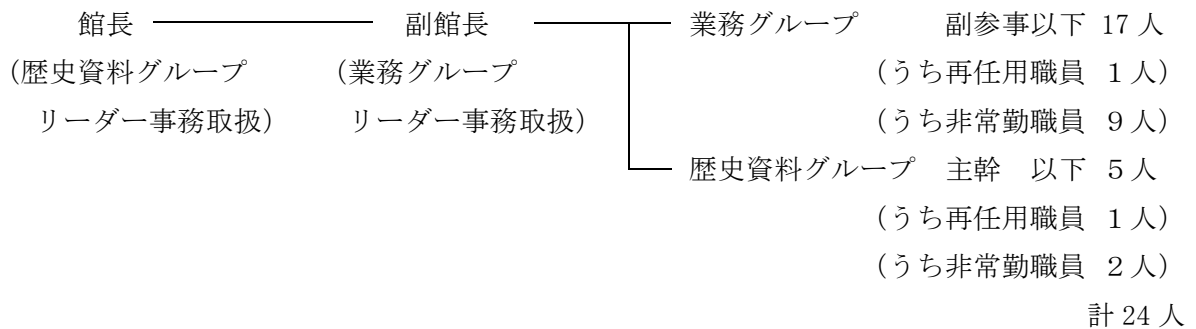 館長 副館長 業務グループ 副参事以下 17人
(歴史資料グループ (業務グループ (うち再任用職員 1人)
リーダー事務取扱) リーダー事務取扱) (うち非常勤職員 9人)
歴史資料グループ 主幹 以下 5人
(うち再任用職員 1人)
(うち非常勤職員 2人)
計 24人